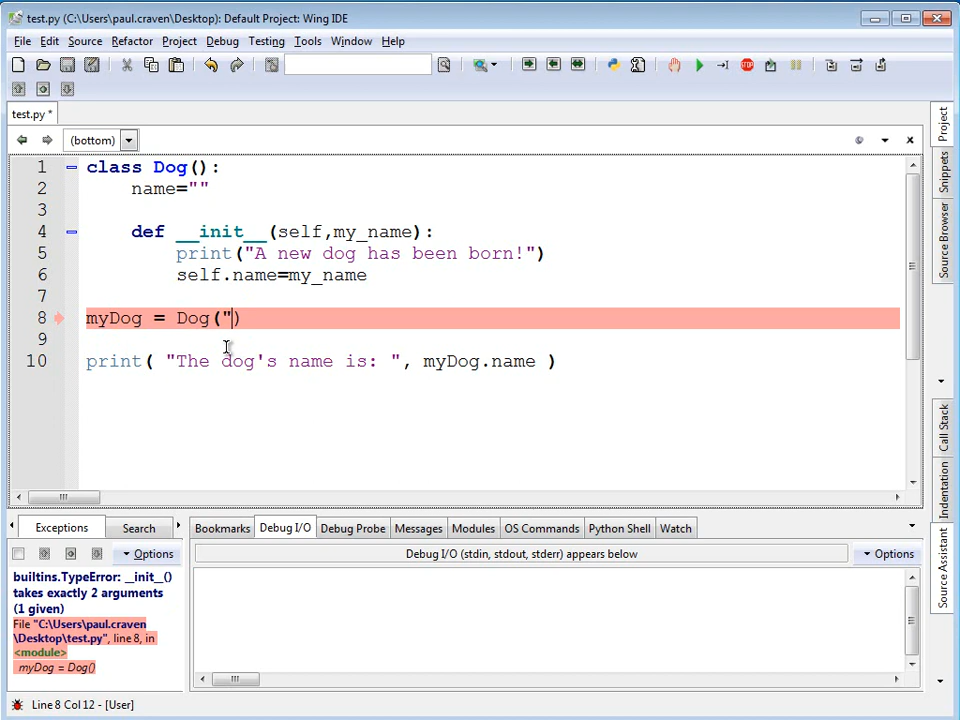 test.py (C:\Users\paul.craven\Desktop): Default Project: Wing IDE
File Edit Source Refactor Project Debug Testing Tools Window Help
test.py *
(bottom)
1 class Dog():
2 name=""
3
4 def __init__(self,my_name):
5 print("A new dog has been born!")
6 self.name=my_name
7
8 myDog = Dog(")
9
10 print( "The dog's name is: ", myDog.name )
Project
Snippets
Source Browser
Call Stack
Indentation
Source Assistant
Exceptions Search
Bookmarks Debug I/O Debug Probe Messages Modules OS Commands Python Shell Watch
Options
Debug I/O (stdin, stdout, stderr) appears below
Options
builtins.TypeError: __init__()
takes exactly 2 arguments
(1 given)
File "C:\Users\paul.craven
\Desktop\test.py", line 8, in
<module>
myDog = Dog()
Line 8 Col 12 - [User]